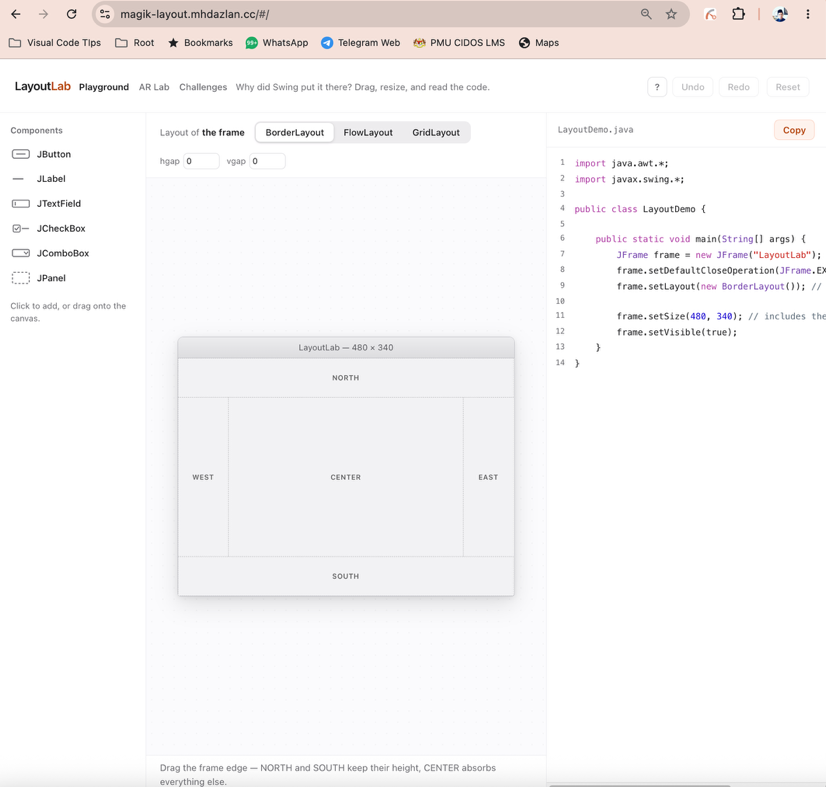 magik-layout.mhdazlan.cc/#/
Visual Code TIps Root Bookmarks 99+ WhatsApp Telegram Web PMU CIDOS LMS Maps
LayoutLab Playground AR Lab Challenges Why did Swing put it there? Drag, resize, and read the code. ? Undo Redo Reset
Components
JButton
JLabel
JTextField
JCheckBox
JComboBox
JPanel
Click to add, or drag onto the
canvas.
Layout of the frame BorderLayout FlowLayout GridLayout
hgap 0 vgap 0
LayoutLab — 480 × 340
NORTH
WEST CENTER EAST
SOUTH
Drag the frame edge — NORTH and SOUTH keep their height, CENTER absorbs
everything else.
LayoutDemo.java Copy
1 import java.awt.*;
2 import javax.swing.*;
3
4 public class LayoutDemo {
5
6 public static void main(String[] args) {
7 JFrame frame = new JFrame("LayoutLab");
8 frame.setDefaultCloseOperation(JFrame.EX
9 frame.setLayout(new BorderLayout()); //
10
11 frame.setSize(480, 340); // includes the
12 frame.setVisible(true);
13 }
14 }